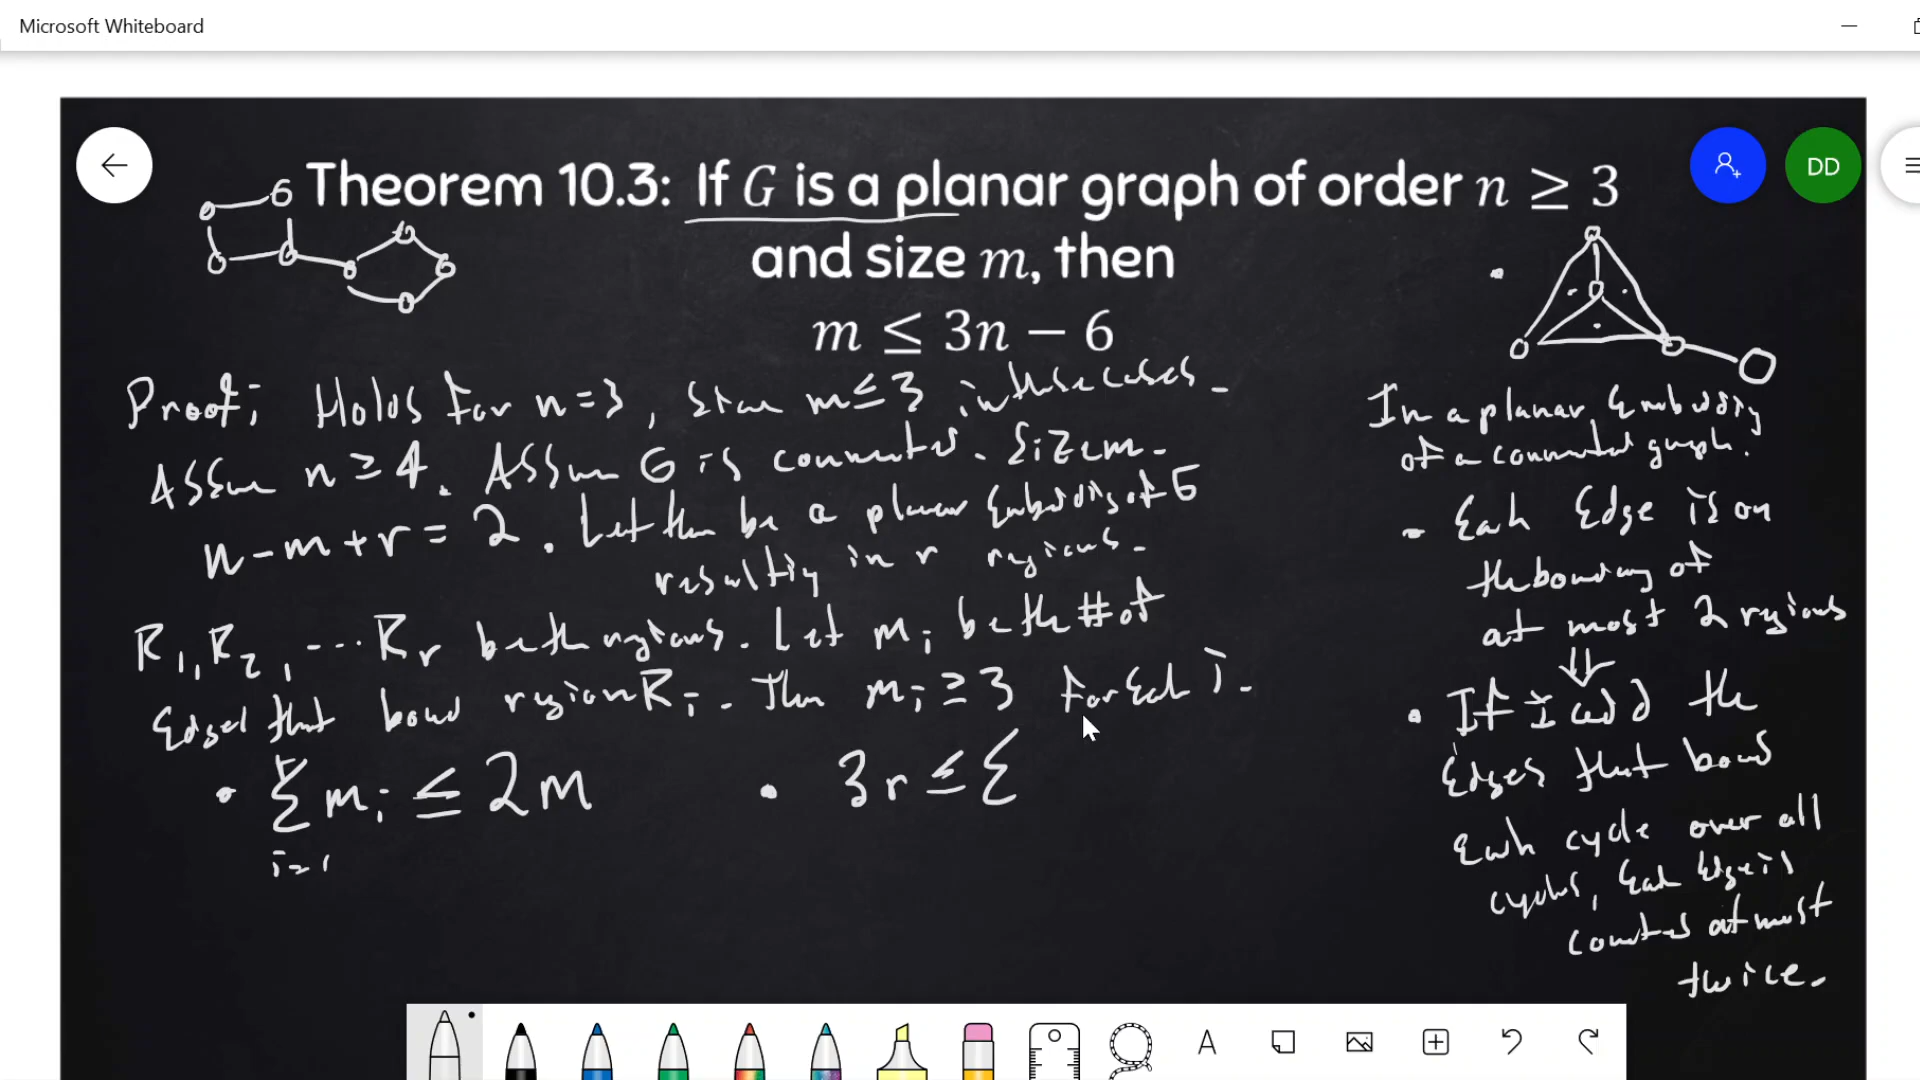 Microsoft Whiteboard
DD
Theorem 10.3: If G is a planar graph of order n ≥ 3
and size m, then
m ≤ 3n − 6
Proof: Holds for n = 3, since m ≤ 3 in these cases.
Assume n ≥ 4. Assume G is connected. Size m.
n − m + r = 2. Let there be a planar Embedding of G
resulting in r regions.
R₁, R₂, ... Rᵣ be the regions. Let mᵢ be the # of
Edges that bound region Rᵢ. Then mᵢ ≥ 3 for Each i.
• r∑i=1 mᵢ ≤ 2m • 3r ≤ ∑
In a planar Embedding
of a connected graph.
- Each Edge is on
the boundary of
at most 2 regions
⇓
• If I add the
Edges that bound
Each cycle over all
cycles, Each Edge is
counted at most
twice.
A